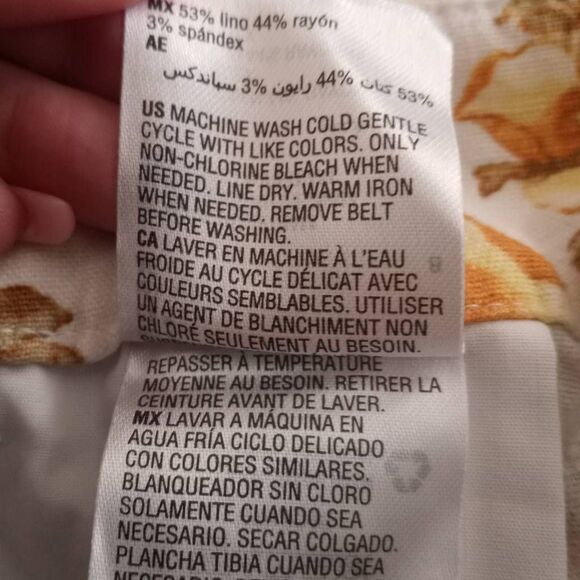 MX 53% lino 44% rayón
3% spándex
AE
53% كتان 44% رايون 3% سباندكس
US MACHINE WASH COLD GENTLE
CYCLE WITH LIKE COLORS. ONLY
NON-CHLORINE BLEACH WHEN
NEEDED. LINE DRY. WARM IRON
WHEN NEEDED. REMOVE BELT
BEFORE WASHING.
CA LAVER EN MACHINE À L'EAU
FROIDE AU CYCLE DÉLICAT AVEC
COULEURS SEMBLABLES. UTILISER
UN AGENT DE BLANCHIMENT NON
CHLORÉ SEULEMENT AU BESOIN.
REPASSER À TEMPÉRATURE
MOYENNE AU BESOIN. RETIRER LA
CEINTURE AVANT DE LAVER.
MX LAVAR A MÁQUINA EN
AGUA FRÍA CICLO DELICADO
CON COLORES SIMILARES.
BLANQUEADOR SIN CLORO
SOLAMENTE CUANDO SEA
NECESARIO. SECAR COLGADO.
PLANCHA TIBIA CUANDO SEA